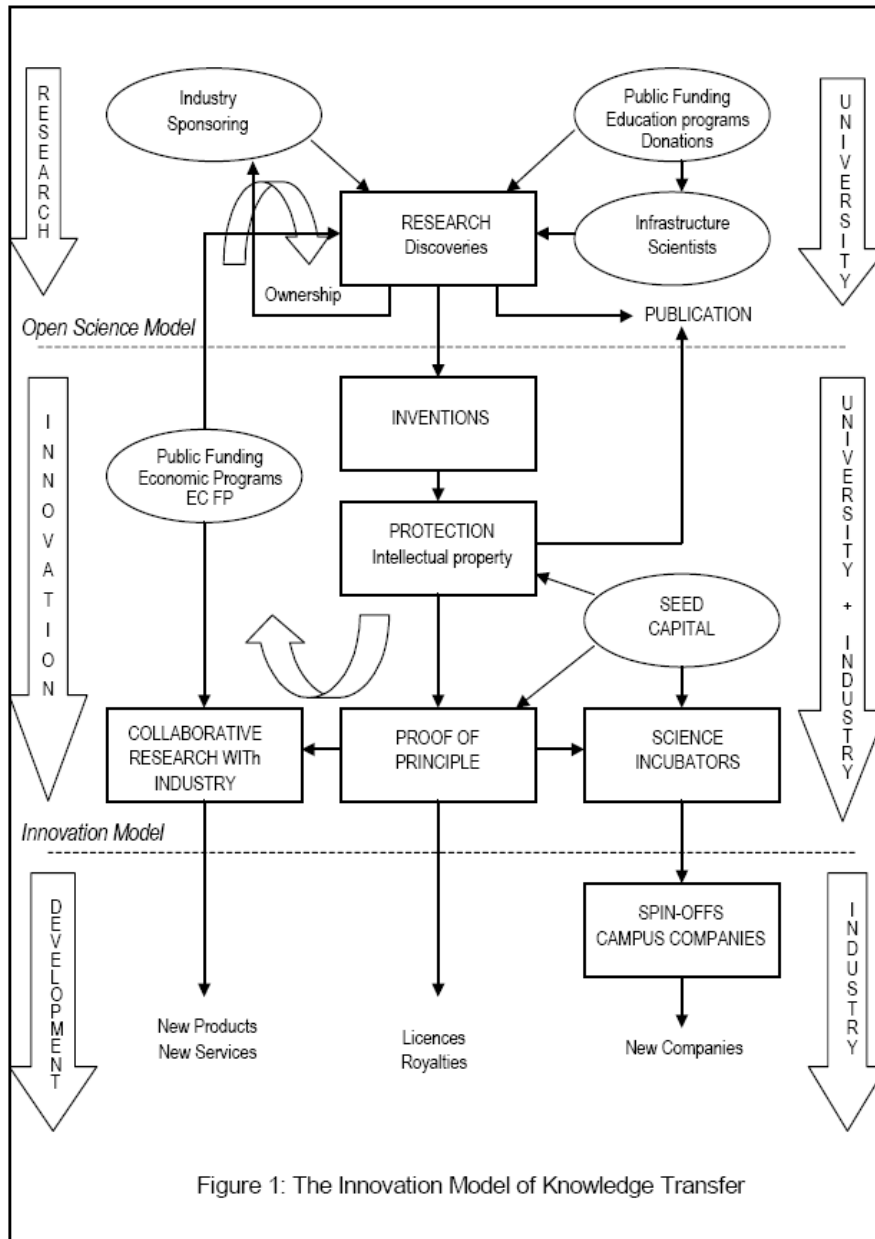 RESEARCH
Industry
Sponsoring
Public Funding
Education programs
Donations
UNIVERSITY
RESEARCH
Discoveries
Infrastructure
Scientists
Ownership
PUBLICATION
Open Science Model
INNOVATION
INVENTIONS
UNIVERSITY + INDUSTRY
Public Funding
Economic Programs
EC FP
PROTECTION
Intellectual property
SEED
CAPITAL
COLLABORATIVE
RESEARCH WITh
INDUSTRY
PROOF OF
PRINCIPLE
SCIENCE
INCUBATORS
Innovation Model
DEVELOPMENT
SPIN-OFFS
CAMPUS COMPANIES
INDUSTRY
New Products
New Services
Licences
Royalties
New Companies
Figure 1: The Innovation Model of Knowledge Transfer